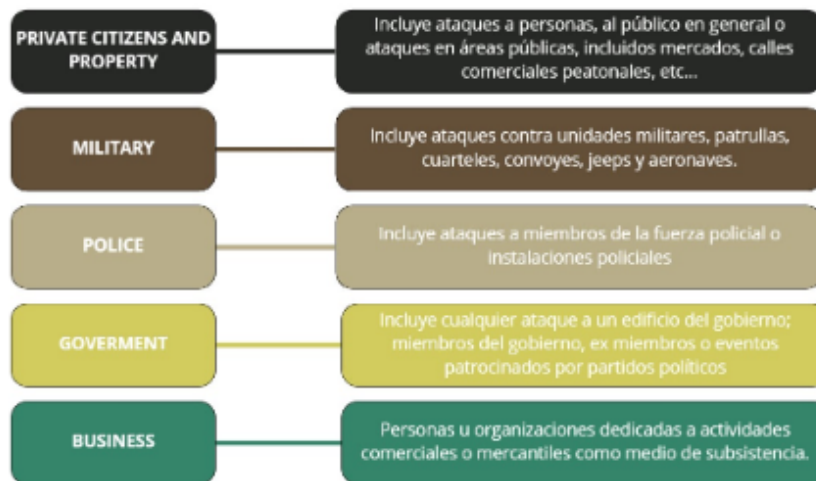 PRIVATE CITIZENS AND
PROPERTY
Incluye ataques a personas, al público en general o
ataques en áreas públicas, incluidos mercados, calles
comerciales peatonales, etc...
MILITARY
Incluye ataques contra unidades militares, patrullas,
cuarteles, convoyes, jeeps y aeronaves.
POLICE
Incluye ataques a miembros de la fuerza policial o
instalaciones policiales
GOVERMENT
Incluye cualquier ataque a un edificio del gobierno;
miembros del gobierno, ex miembros o eventos
patrocinados por partidos políticos
BUSINESS
Personas u organizaciones dedicadas a actividades
comerciales o mercantiles como medio de subsistencia.